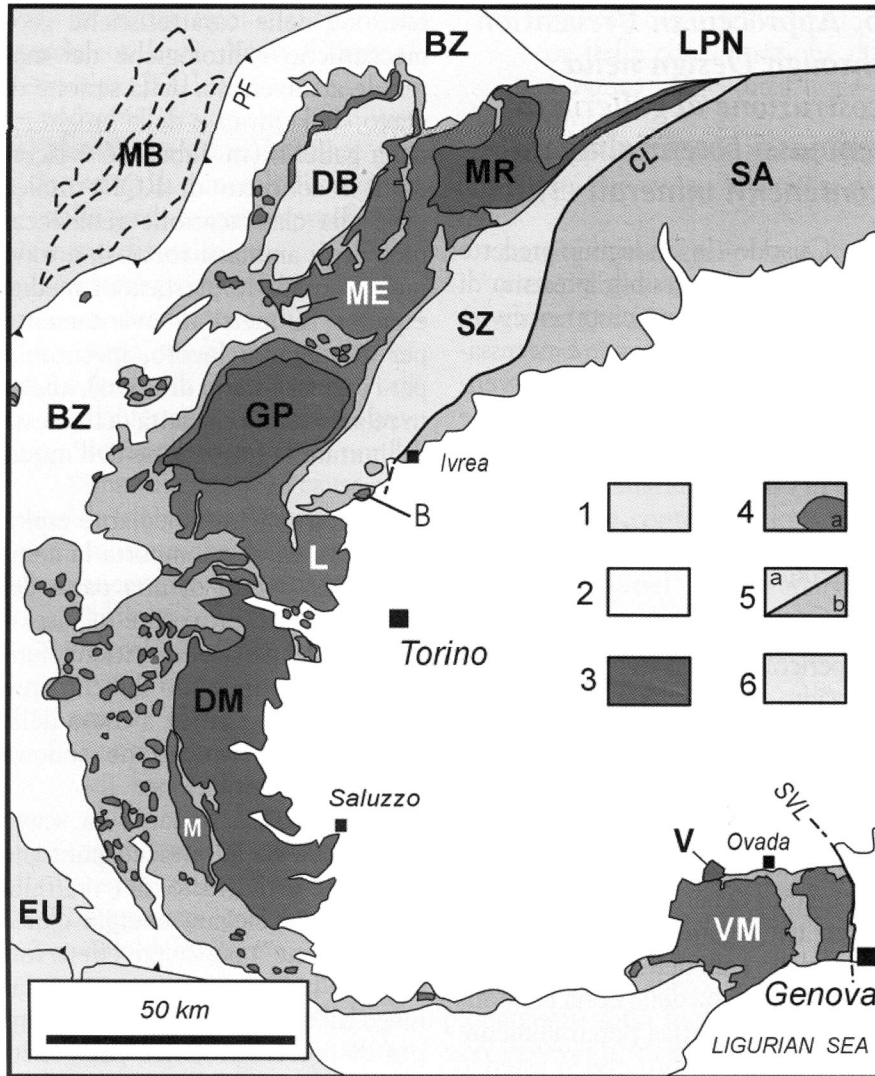 BZ
LPN
PF
MB
DB
MR
CL
SA
ME
SZ
BZ
GP
Ivrea
B
L
1
4
a
2
5
a
b
Torino
3
6
DM
Saluzzo
M
SVL
V
Ovada
EU
VM
50 km
Genova
LIGURIAN SEA